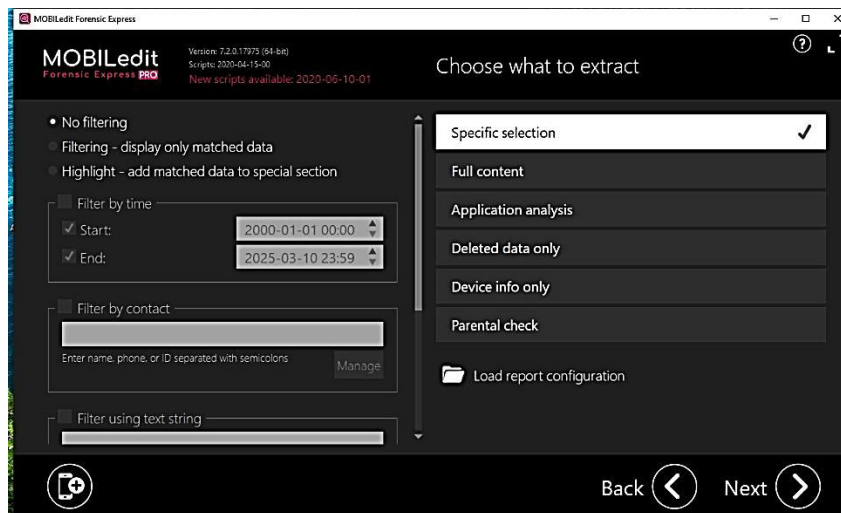 MOBILedit Forensic Express
MOBILedit
Forensic Express PRO
Version: 7.2.0.17975 (64-bit)
Scripts: 2020-04-15-00
New scripts available: 2020-06-10-01
Choose what to extract
No filtering
Filtering - display only matched data
Highlight - add matched data to special section
Filter by time
Start:
2000-01-01 00:00
End:
2025-03-10 23:59
Filter by contact
Enter name, phone, or ID separated with semicolons
Manage
Filter using text string
Specific selection
Full content
Application analysis
Deleted data only
Device info only
Parental check
Load report configuration
Back
Next